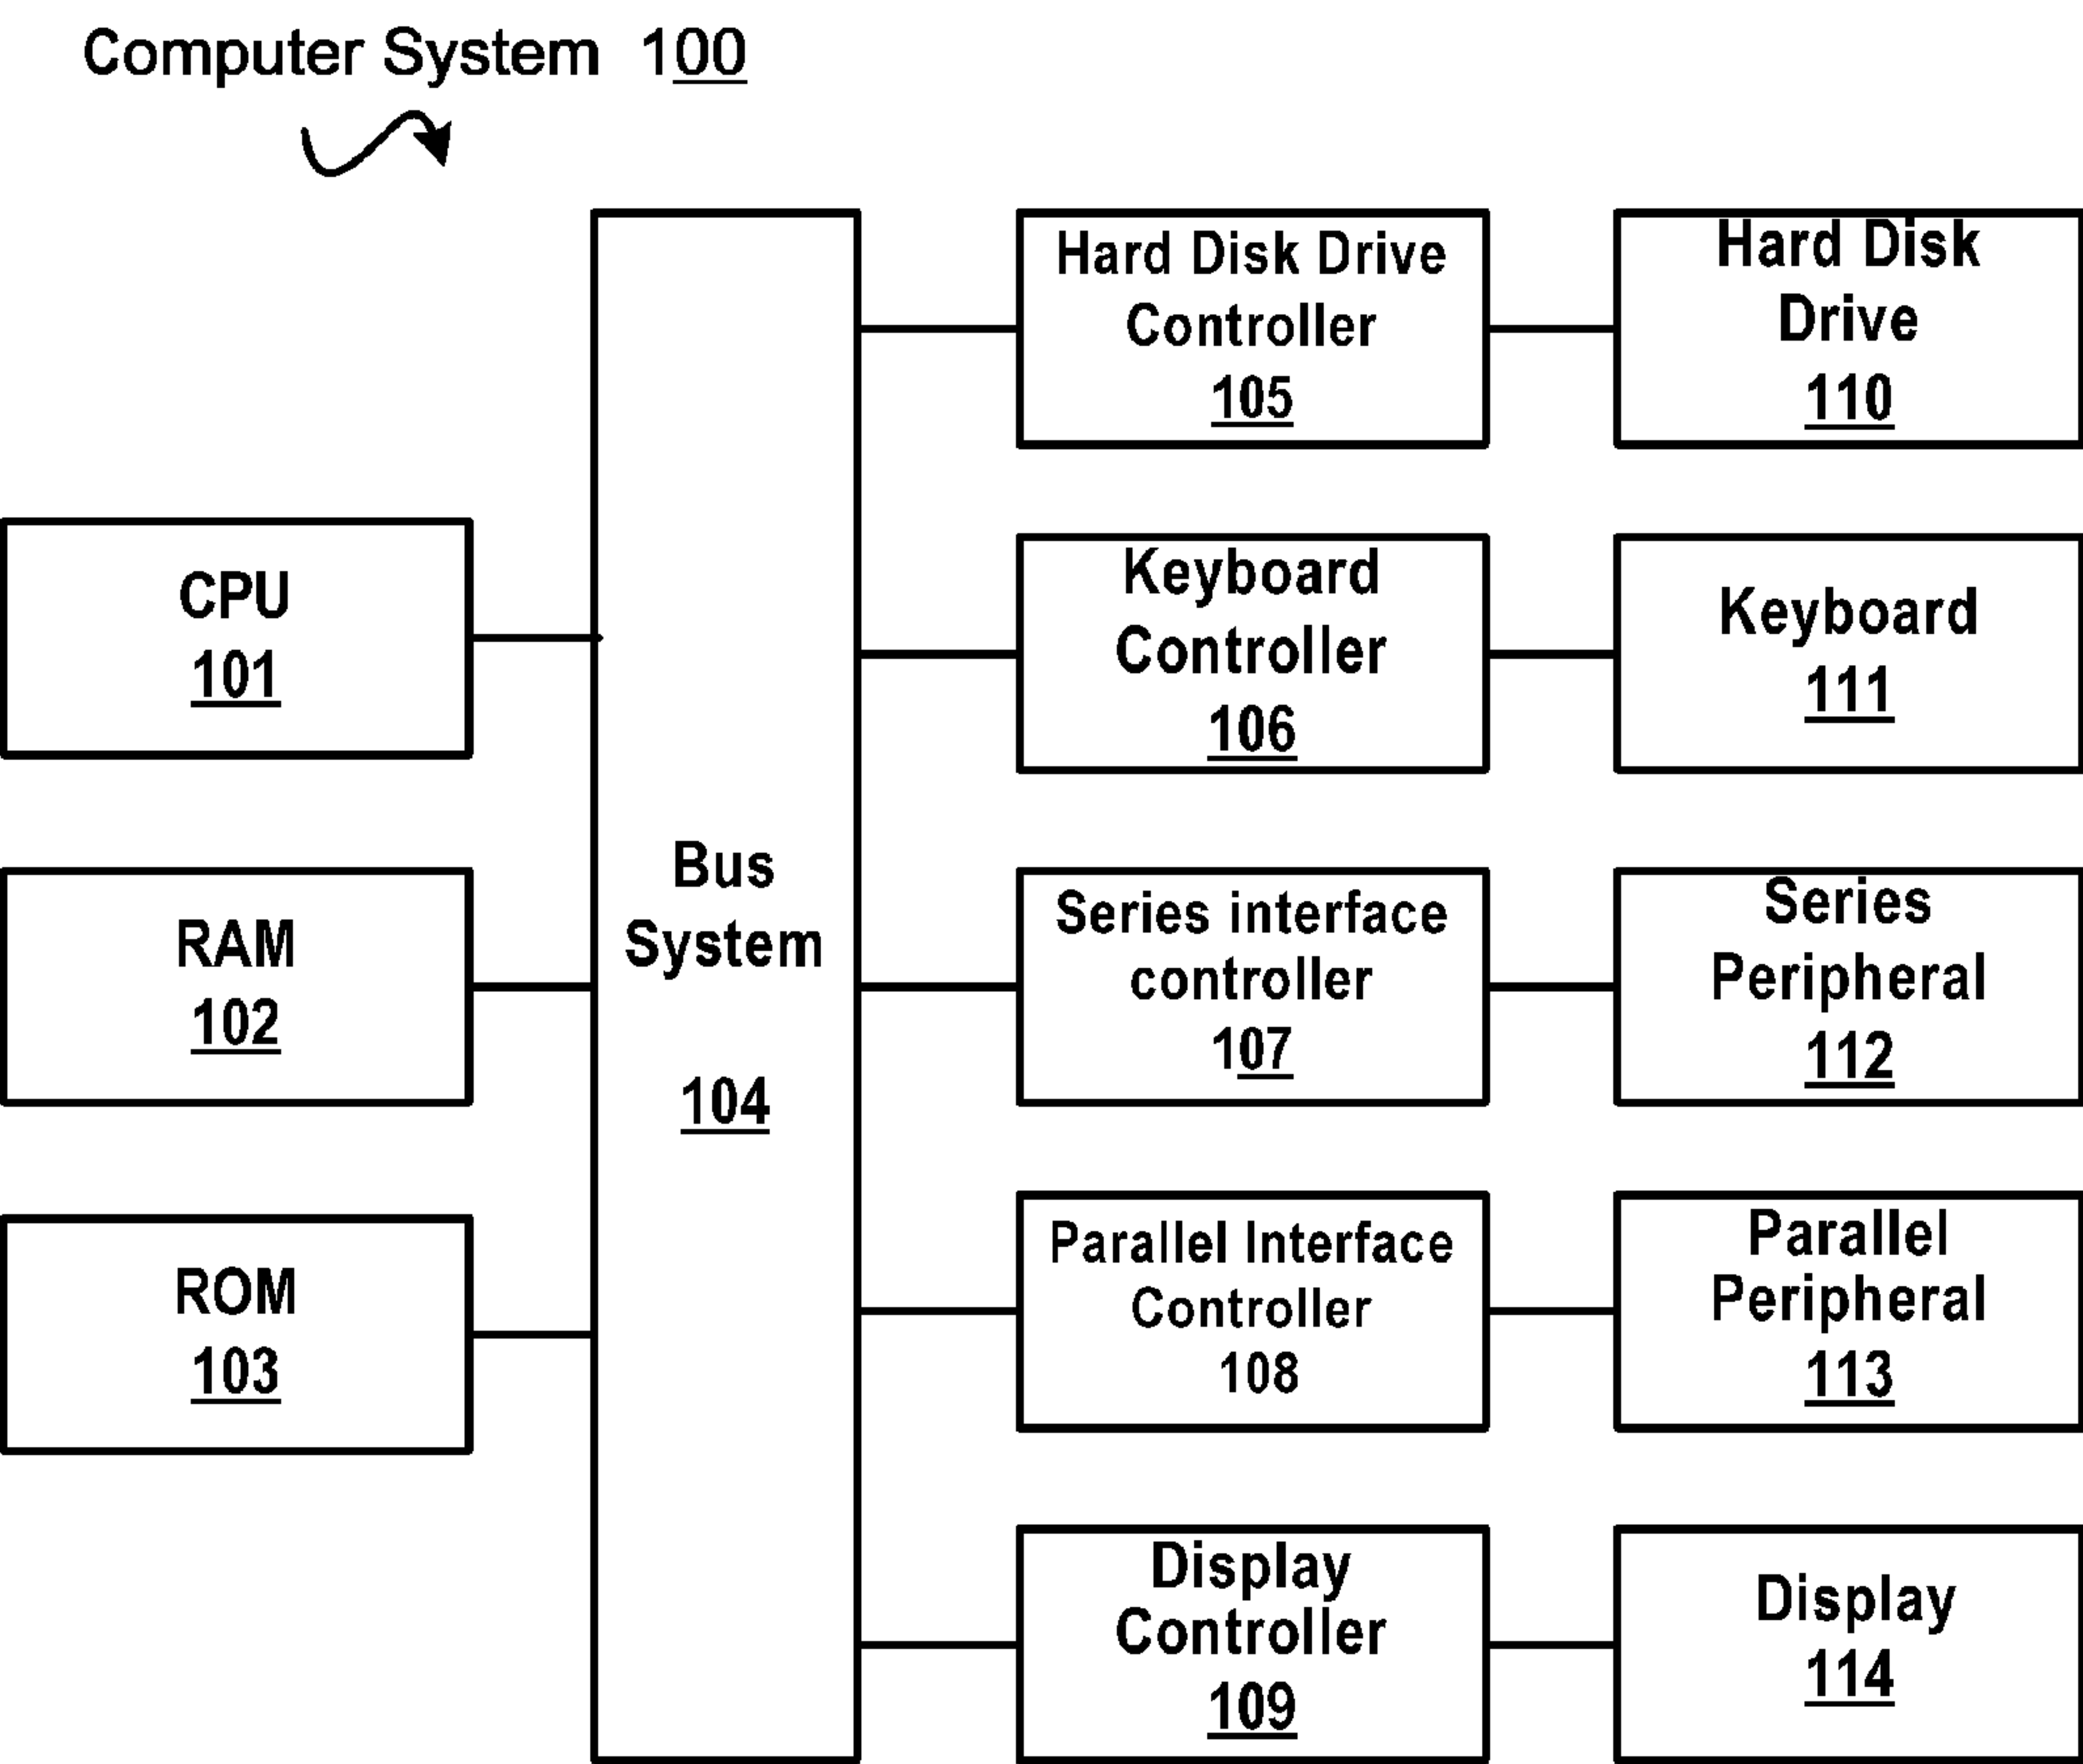 Computer System 100
Hard Disk Drive
Controller
105
Hard Disk
Drive
110
CPU
101
Keyboard
Controller
106
Keyboard
111
RAM
102
Bus
System
104
Series interface
controller
107
Series
Peripheral
112
ROM
103
Parallel Interface
Controller
108
Parallel
Peripheral
113
Display
Controller
109
Display
114